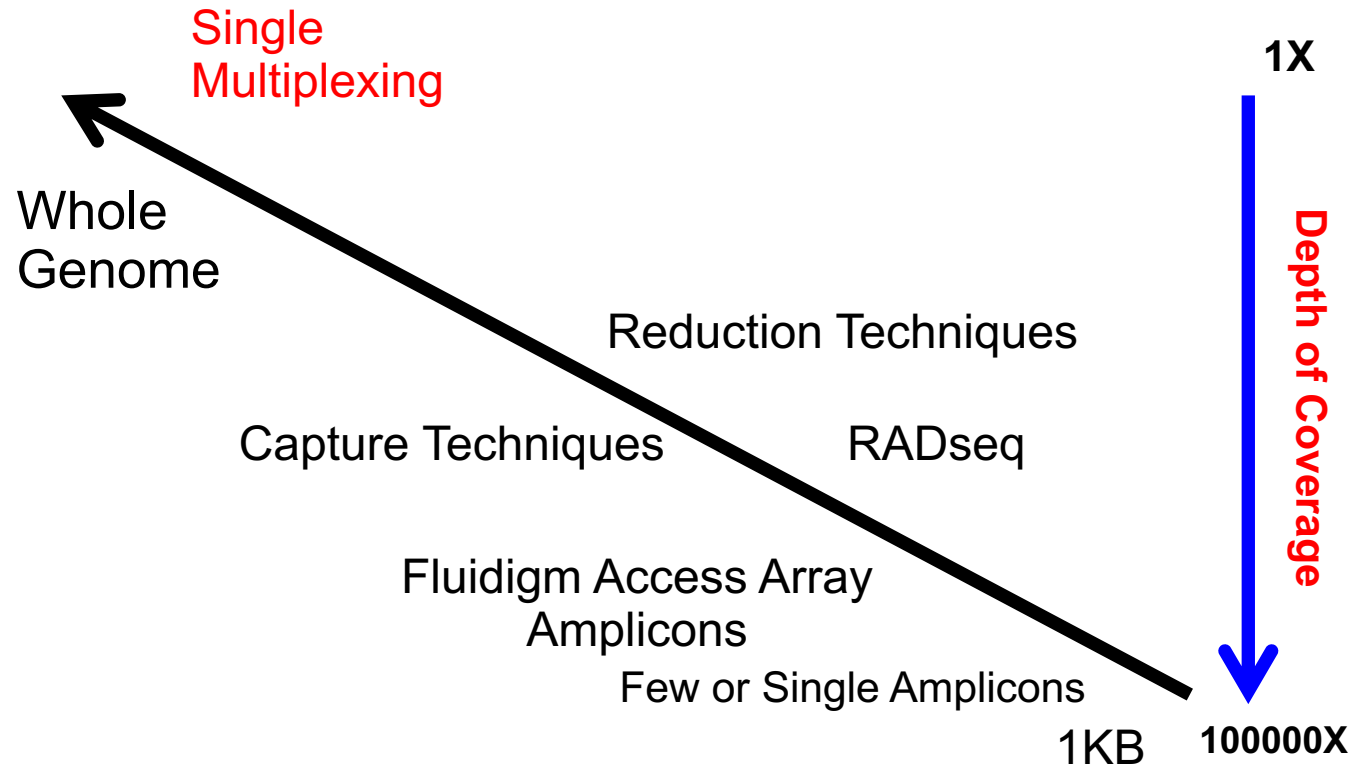 Single
Multiplexing
1X
Whole
Genome
Depth of Coverage
Reduction Techniques
Capture Techniques
RADseq
Fluidigm Access Array
Amplicons
Few or Single Amplicons
1KB
100000X